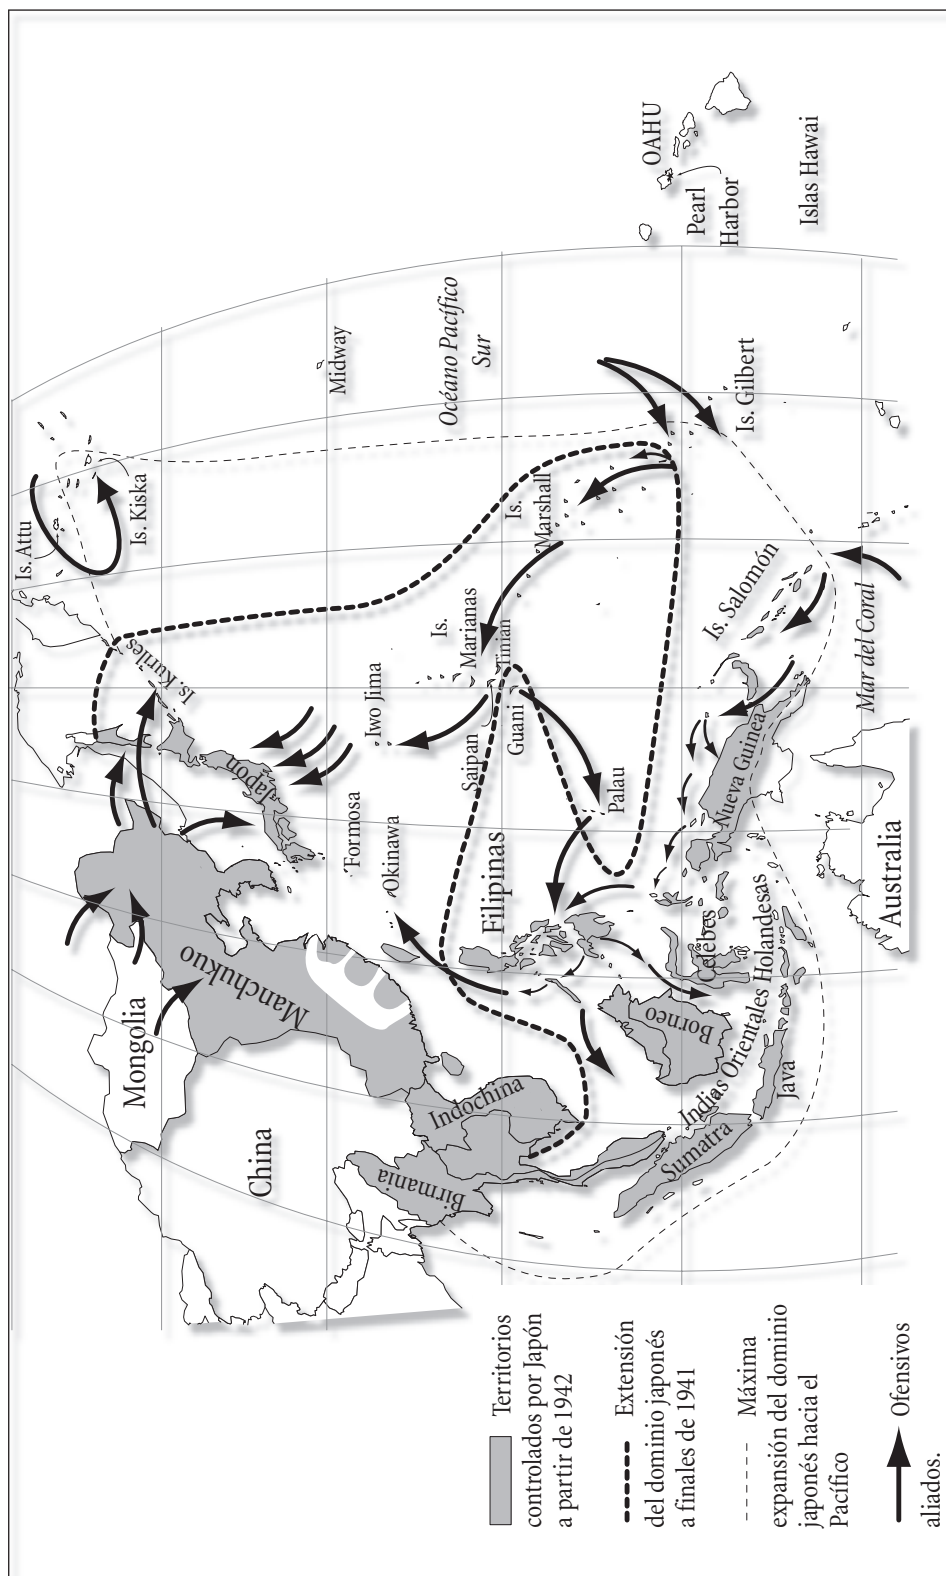 Is. Attu
Is. Kiska
Is. Kuriles
Midway
Océano Pacífico
Sur
OAHU
Pearl
Harbor
Islas Hawai
Is. Gilbert
Is.
Marshall
Is.
Marianas
Tinian
Saipan
Guani
Iwo Jima
Japón
Formosa
Okinawa
Palau
Filipinas
Is. Salomón
Mar del Coral
Nueva Guinea
Australia
Célebes
Indias Orientales Holandesas
Borneo
Java
Sumatra
Indochina
Birmania
China
Mongolia
Manchukuo
Territorios
controlados por Japón
a partir de 1942
Extensión
del dominio japonés
a finales de 1941
Máxima
expansión del dominio
japonés hacia el
Pacífico
Ofensivos
aliados.